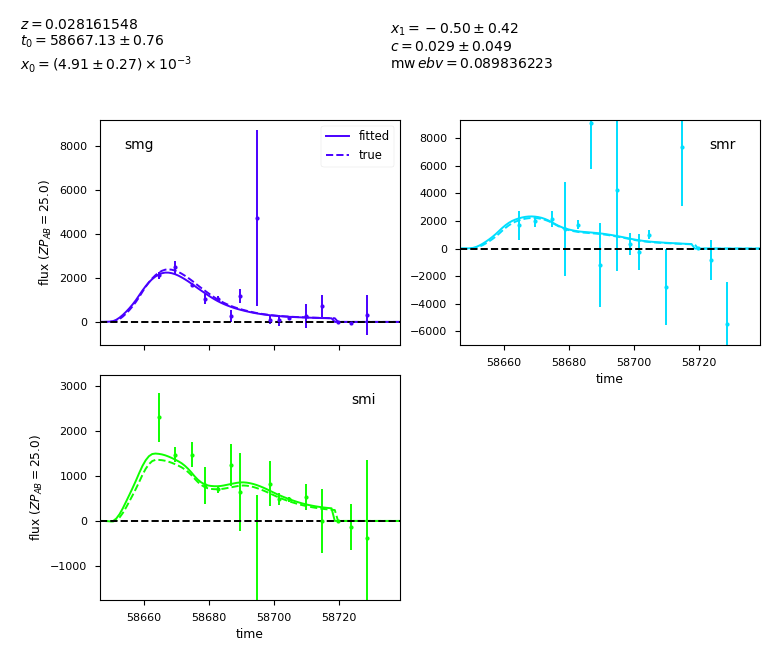 z = 0.028161548
t₀ = 58667.13 ± 0.76
x₀ = (4.91 ± 0.27) × 10⁻³
x₁ = −0.50 ± 0.42
c = 0.029 ± 0.049
mw ebv = 0.089836223
smg
fitted
true
8000
6000
4000
2000
0
flux (ZP_AB = 25.0)
smr
8000
6000
4000
2000
0
−2000
−4000
−6000
58660 58680 58700 58720
time
smi
3000
2000
1000
0
−1000
flux (ZP_AB = 25.0)
58660 58680 58700 58720
time